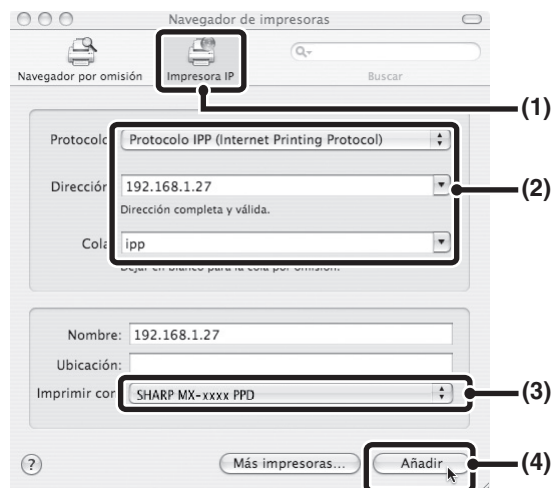 Navegador de impresoras
Navegador por omisión
Impresora IP
Buscar
(1)
Protocolo
Protocolo IPP (Internet Printing Protocol)
Dirección
192.168.1.27
(2)
Dirección completa y válida.
Cola
ipp
Dejar en blanco para la cola por omisión.
Nombre: 192.168.1.27
Ubicación:
Imprimir con
SHARP MX-xxxx PPD
(3)
?
Más impresoras...
Añadir
(4)